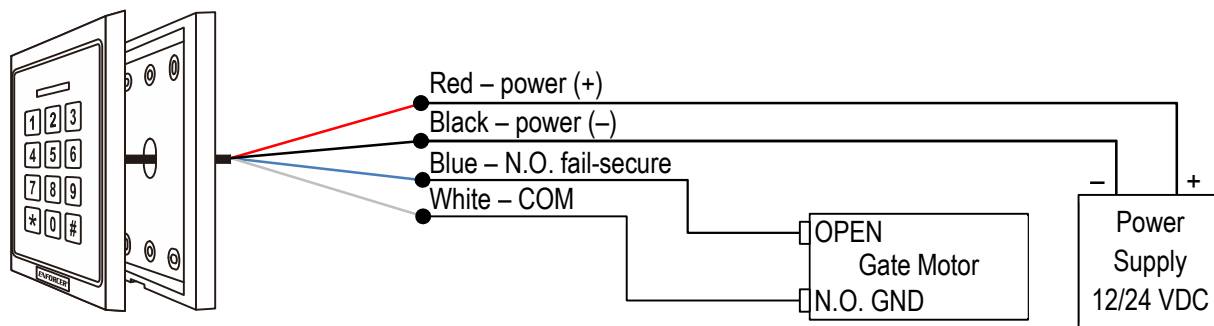 Red – power (+)
Black – power (–)
Blue – N.O. fail-secure
White – COM
1 2 3
4 5 6
7 8 9
* 0 #
ENFORCER
OPEN
Gate Motor
N.O. GND
– +
Power
Supply
12/24 VDC